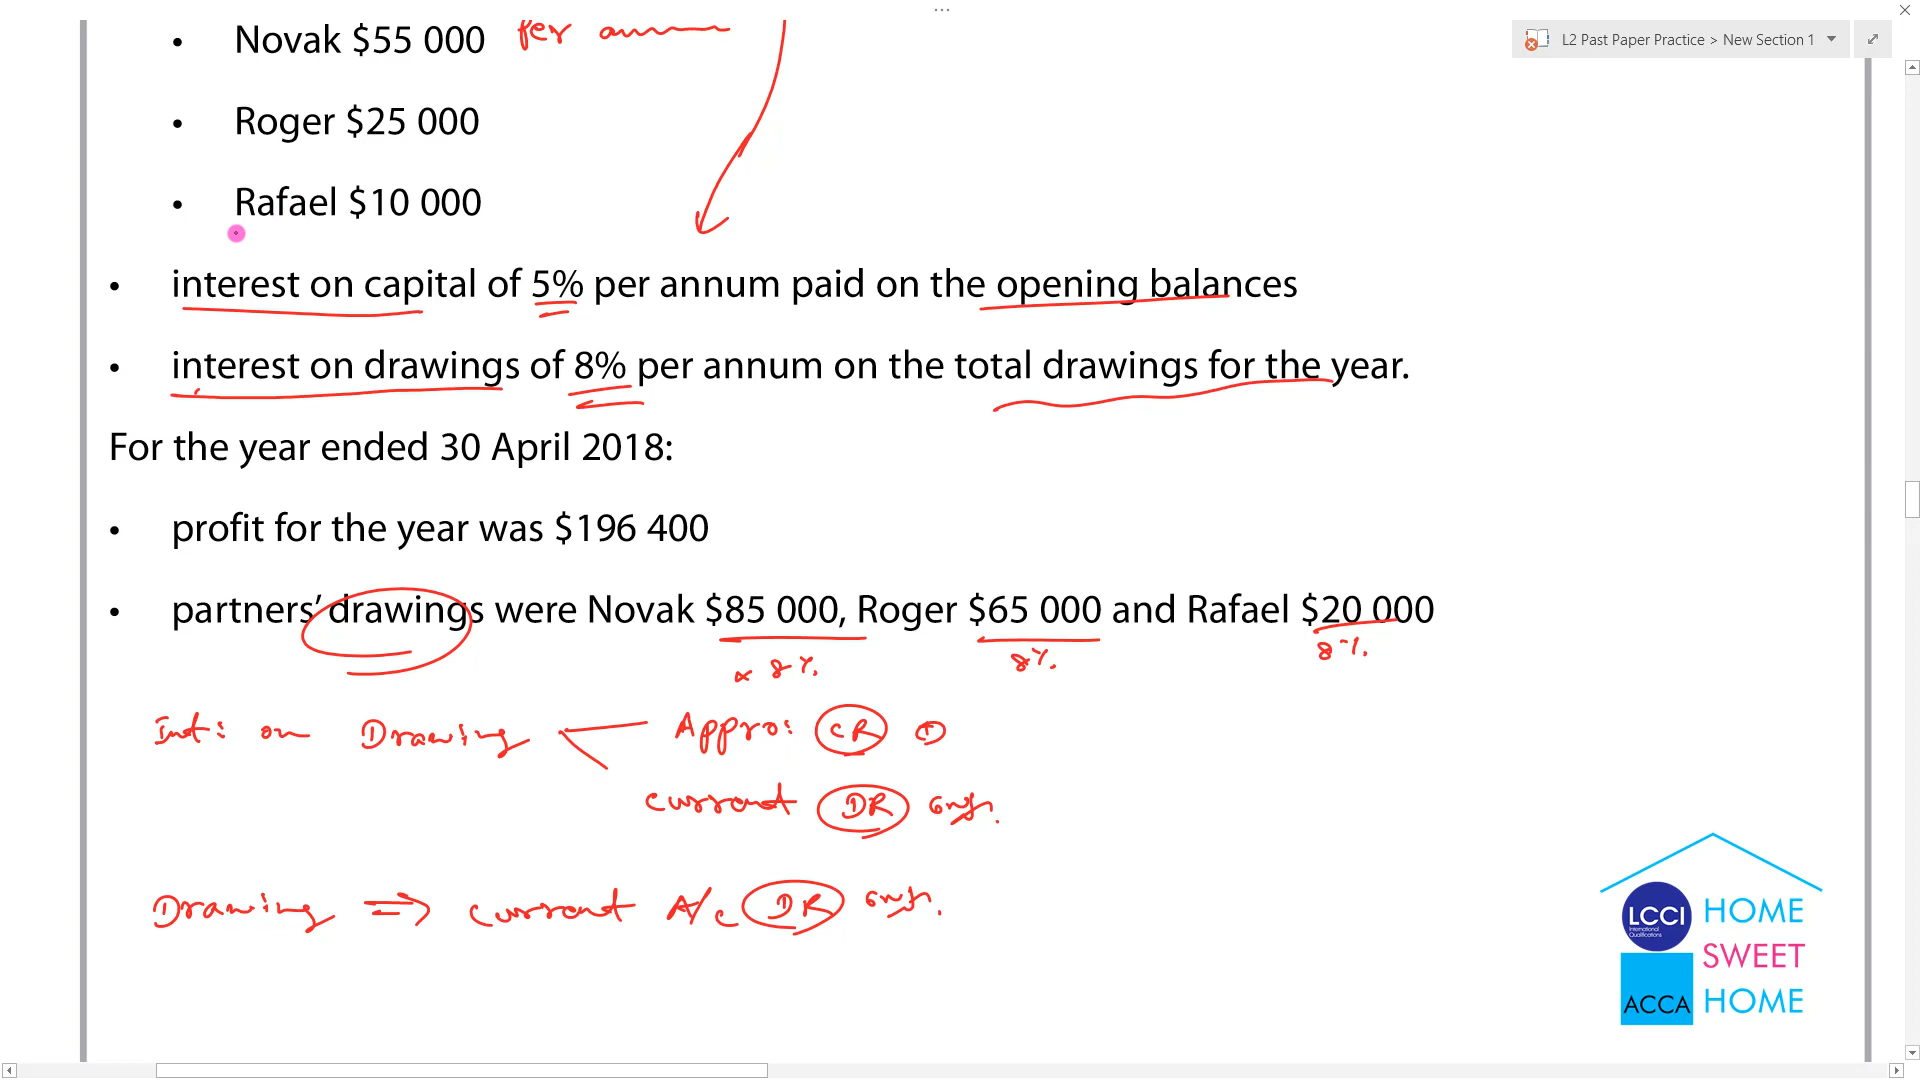 • Novak $55 000 per annum
L2 Past Paper Practice > New Section 1
• Roger $25 000
• Rafael $10 000
• interest on capital of 5% per annum paid on the opening balances
• interest on drawings of 8% per annum on the total drawings for the year.
For the year ended 30 April 2018:
• profit for the year was $196 400
• partners’ drawings were Novak $85 000, Roger $65 000 and Rafael $20 000
× 8 %. 8%. 8%.
Int: on Drawing Appro: CR +
current DR only.
Drawing ⇒ current A/c DR only.
LCCI International Qualifications
ACCA
HOME
SWEET
HOME